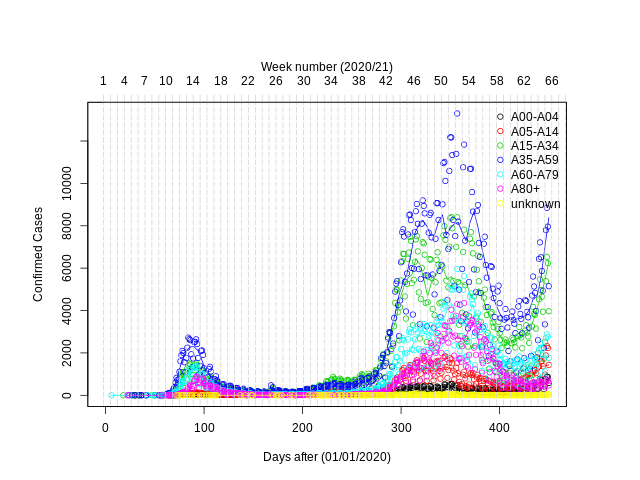 Week number (2020/21)
1 4 7 10 14 18 22 26 30 34 38 42 46 50 54 58 62 66
A00-A04
A05-A14
A15-A34
A35-A59
A60-A79
A80+
unknown
Confirmed Cases
10000
8000
6000
4000
2000
0
0 100 200 300 400
Days after (01/01/2020)